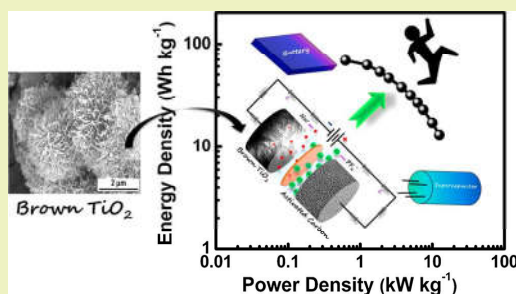 2 μm
Brown TiO2
Energy Density (Wh kg-1)
100
10
1
Brown TiO2
Activated Carbon
Supercapacitor
0.01 0.1 1 10 100
Power Density (kW kg-1)